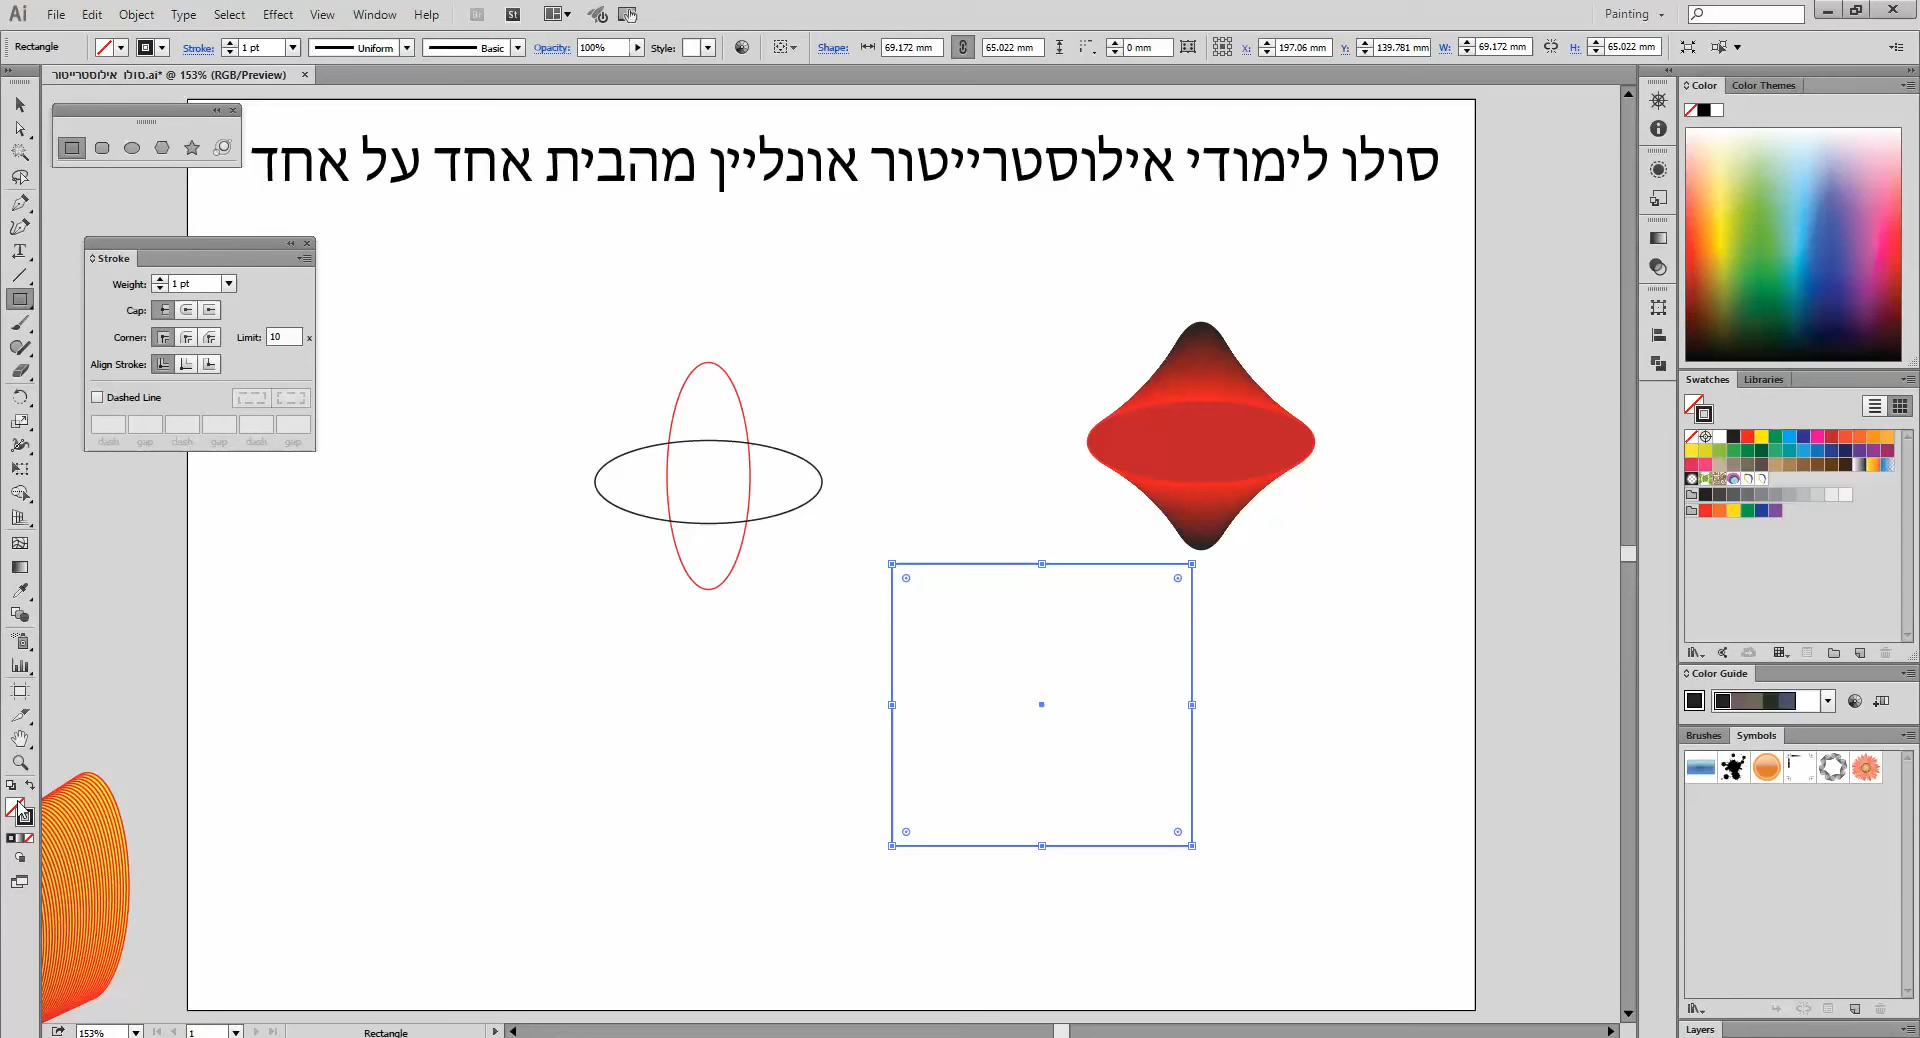 Ai File Edit Object Type Select Effect View Window Help Br St Painting
Rectangle Stroke: 1 pt Uniform Basic Opacity: 100% Style: Shape: 69.172 mm 65.022 mm 0 mm X: 197.06 mm Y: 139.781 mm W: 69.172 mm H: 65.022 mm
סולו אילוסטרייטור.ai* @ 153% (RGB/Preview)
Color Color Themes
סולו לימודי אילוסטרייטור אונליין מהבית אחד על אחד
Stroke
Weight: 1 pt
Cap:
Corner: Limit: 10 x
Align Stroke:
Dashed Line
dash gap dash gap dash gap
Swatches Libraries
Color Guide
Brushes Symbols
Layers
153% 1 Rectangle